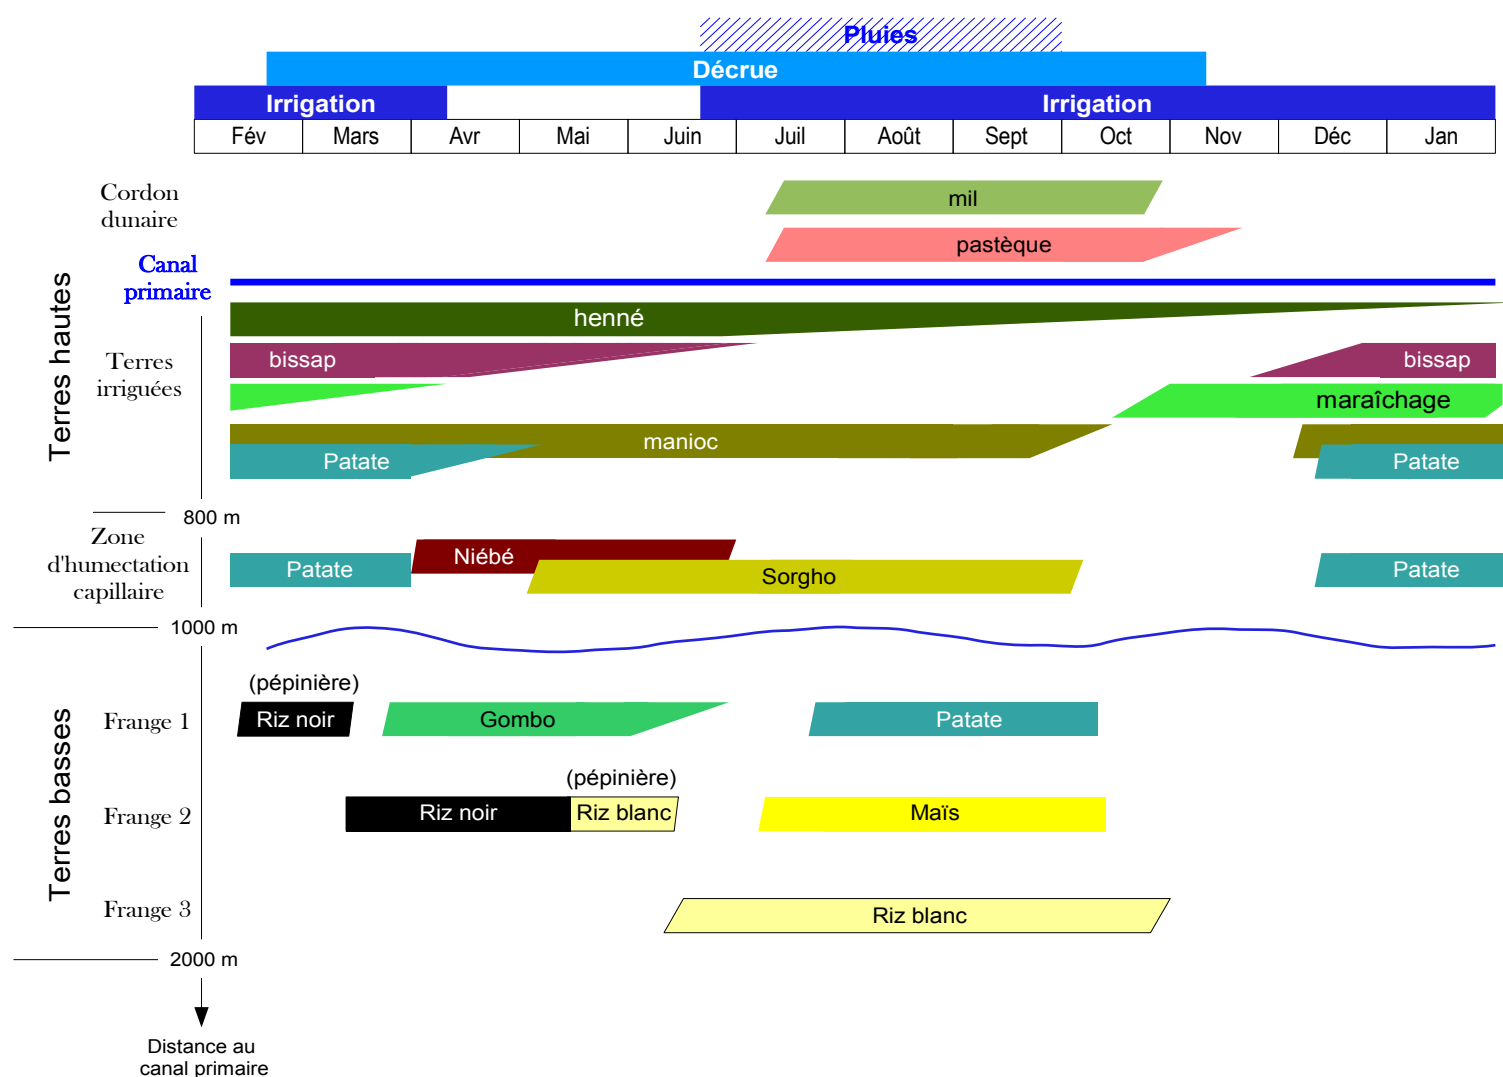 Pluies
Décrue
Irrigation Irrigation
Fév Mars Avr Mai Juin Juil Août Sept Oct Nov Déc Jan
Cordon
dunaire
mil
pastèque
Canal
primaire
Terres hautes
henné
Terres
irriguées
bissap bissap
maraîchage
manioc
Patate Patate
800 m
Zone
d'humectation
capillaire
Niébé
Patate Sorgho Patate
1000 m
Terres basses
(pépinière)
Frange 1 Riz noir Gombo Patate
(pépinière)
Frange 2 Riz noir Riz blanc Maïs
Frange 3 Riz blanc
2000 m
Distance au
canal primaire